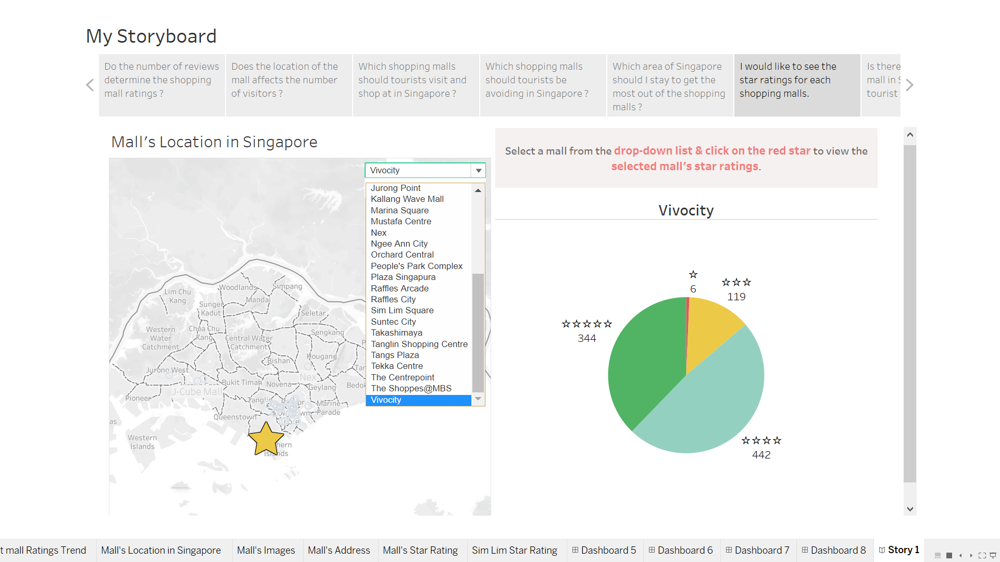 My Storyboard
Do the number of reviews
determine the shopping
mall ratings ?
Does the location of the
mall affects the number
of visitors ?
Which shopping malls
should tourists visit and
shop at in Singapore ?
Which shopping malls
should tourists be
avoiding in Singapore ?
Which area of Singapore
should I stay to get the
most out of the shopping
malls ?
I would like to see the
star ratings for each
shopping malls.
Is there
mall in
tourist
Mall's Location in Singapore
Vivocity
Jurong Point
Kallang Wave Mall
Marina Square
Mustafa Centre
Nex
Ngee Ann City
Orchard Central
People's Park Complex
Plaza Singapura
Raffles Arcade
Raffles City
Sim Lim Square
Suntec City
Takashimaya
Tanglin Shopping Centre
Tangs Plaza
Tekka Centre
The Centrepoint
The Shoppes@MBS
Vivocity
Lim Chu
Kang
Woodlands
Simpang
Mandai
Sungei
Kadut
Seletar
Western
Water
Catchment
Choa Chu
Kang
Central Water
Catchment
Sengkang
Bishan
Hougang
Jurong West
Nex
Bukit Timah
Novena
Geylang
Bedok
J-Cube Mall
Pioneer
Tanglin
Marine
Parade
Queenstown
Western
Islands
Islands
Select a mall from the drop-down list & click on the red star to view the
selected mall's star ratings.
Vivocity
☆
6
☆☆☆
119
☆☆☆☆☆
344
☆☆☆☆
442
t mall Ratings Trend
Mall's Location in Singapore
Mall's Images
Mall's Address
Mall's Star Rating
Sim Lim Star Rating
Dashboard 5
Dashboard 6
Dashboard 7
Dashboard 8
Story 1